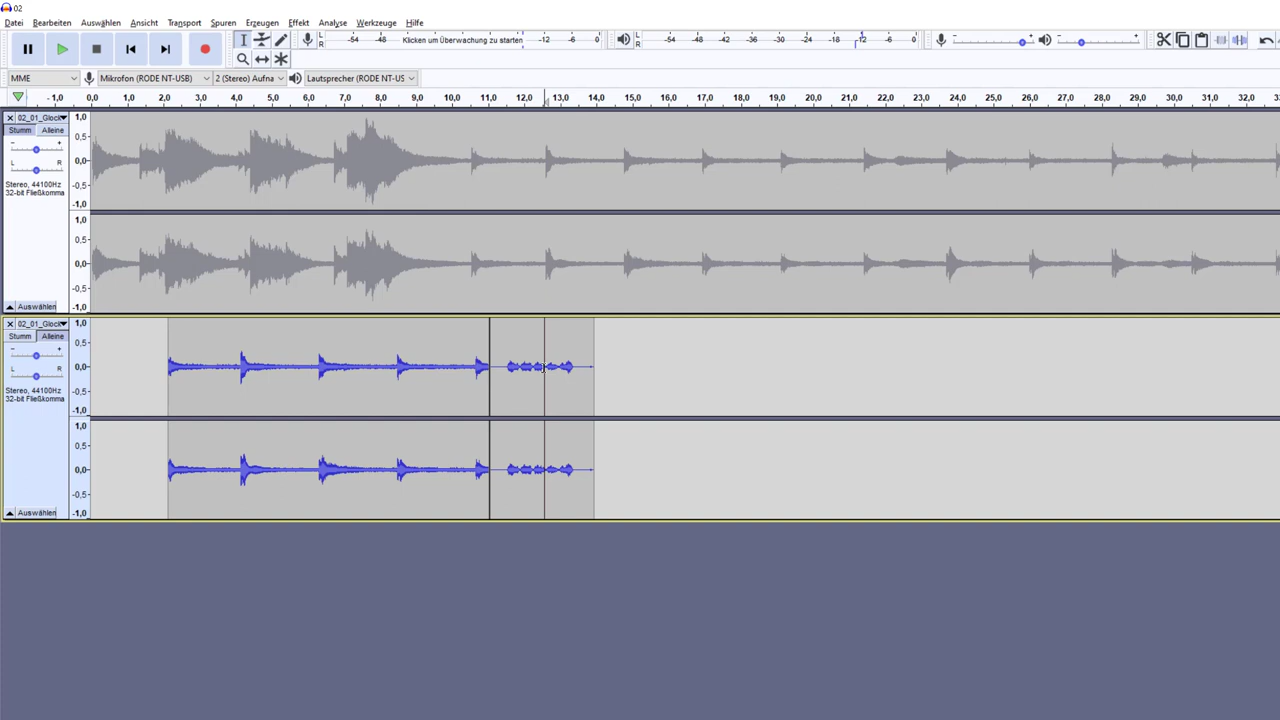 02
Datei Bearbeiten Auswählen Ansicht Transport Spuren Erzeugen Effekt Analyse Werkzeuge Hilfe
L R -54 -48 Klicken um Überwachung zu starten -12 -6 0 L R -54 -48 -42 -36 -30 -24 -18 -12 -6 0
MME Mikrofon (RODE NT-USB) 2 (Stereo) Aufna Lautsprecher (RODE NT-US
- 1,0 0,0 1,0 2,0 3,0 4,0 5,0 6,0 7,0 8,0 9,0 10,0 11,0 12,0 13,0 14,0 15,0 16,0 17,0 18,0 19,0 20,0 21,0 22,0 23,0 24,0 25,0 26,0 27,0 28,0 29,0 30,0 31,0 32,0 33
02_01_Glock 1,0
Stumm Alleine 0,5
- +
L R 0,0
Stereo, 44100Hz -0,5
32-bit Fließkomma
-1,0
1,0
0,5
0,0
-0,5
Auswählen -1,0
02_01_Glock 1,0
Stumm Alleine 0,5
- +
L R 0,0
Stereo, 44100Hz -0,5
32-bit Fließkomma
-1,0
1,0
0,5
0,0
-0,5
Auswählen -1,0